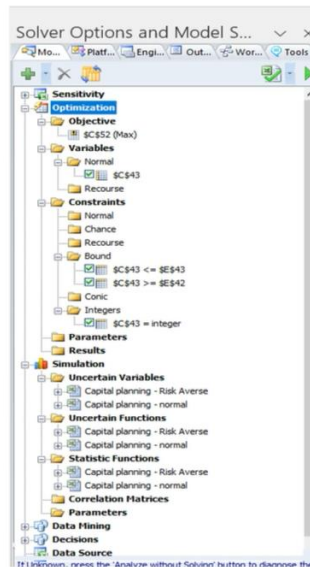 Solver Options and Model S...
Mo... Platf... Engi... Out... Wor... Tools
Sensitivity
Optimization
Objective
$C$52 (Max)
Variables
Normal
$C$43
Recourse
Constraints
Normal
Chance
Recourse
Bound
$C$43 <= $E$43
$C$43 >= $E$42
Conic
Integers
$C$43 = integer
Parameters
Results
Simulation
Uncertain Variables
Capital planning - Risk Averse
Capital planning - normal
Uncertain Functions
Capital planning - Risk Averse
Capital planning - normal
Statistic Functions
Capital planning - Risk Averse
Capital planning - normal
Correlation Matrices
Parameters
Data Mining
Decisions
Data Source
If Unknown, press the 'Analyze without Solving' button to diagnose the